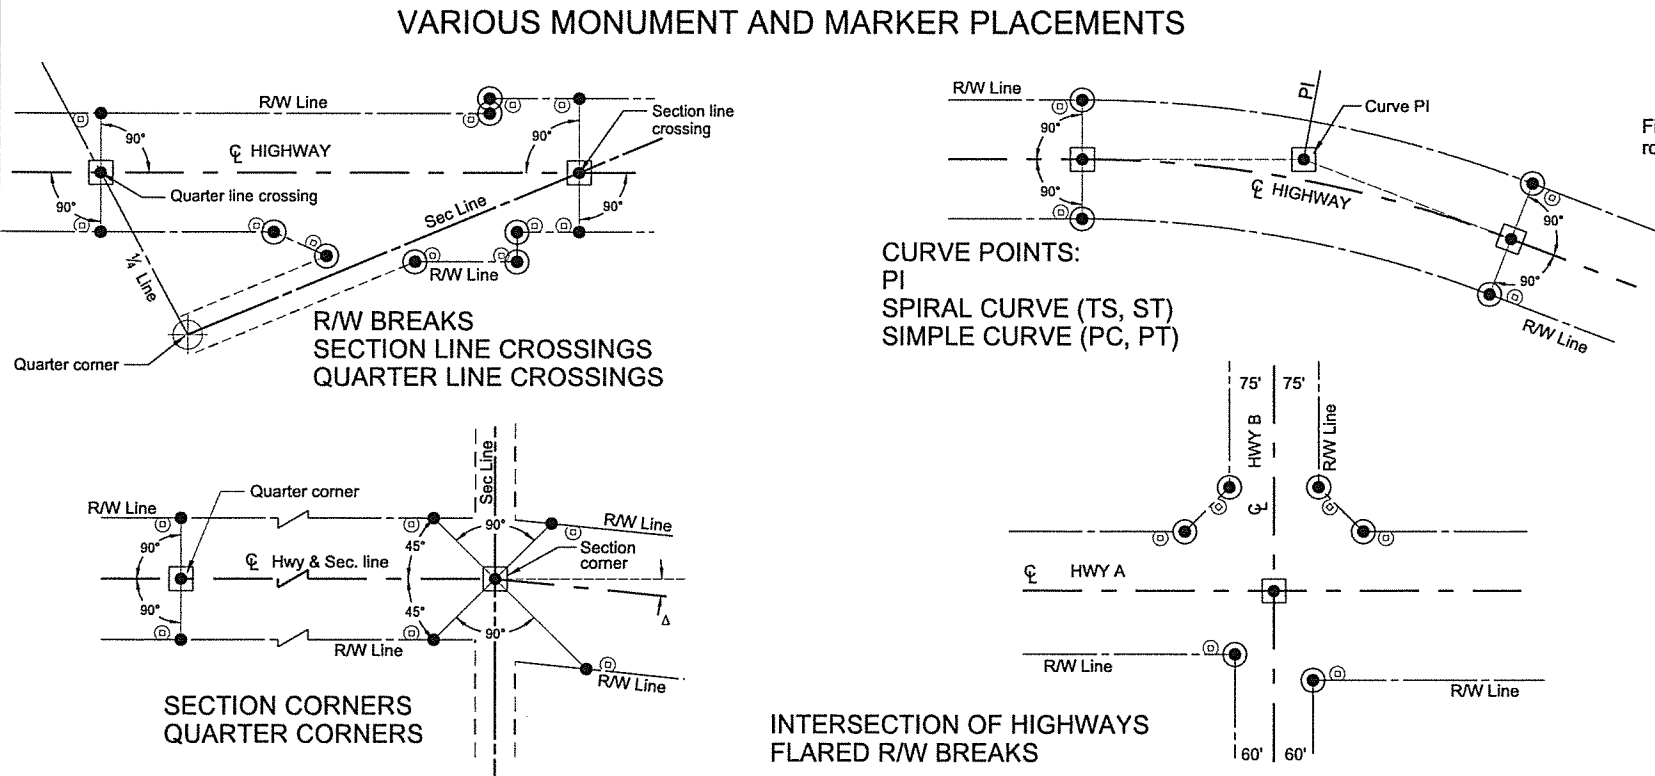 VARIOUS MONUMENT AND MARKER PLACEMENTS
R/W Line
90°
℄ HIGHWAY
90°
Section line
crossing
Quarter line crossing
90°
Sec Line
90°
¼ Line
R/W Line
Quarter corner
R/W BREAKS
SECTION LINE CROSSINGS
QUARTER LINE CROSSINGS
R/W Line
PI
Curve PI
90°
90°
℄ HIGHWAY
90°
90°
R/W Line
CURVE POINTS:
PI
SPIRAL CURVE (TS, ST)
SIMPLE CURVE (PC, PT)
Sec Line
Quarter corner
R/W Line
90°
90°
45°
R/W Line
Section
corner
℄ Hwy & Sec. line
90°
45°
90°
Δ
R/W Line
R/W Line
SECTION CORNERS
QUARTER CORNERS
75'
75'
℄ HWY B
R/W Line
℄ HWY A
R/W Line
R/W Line
60'
60'
INTERSECTION OF HIGHWAYS
FLARED R/W BREAKS